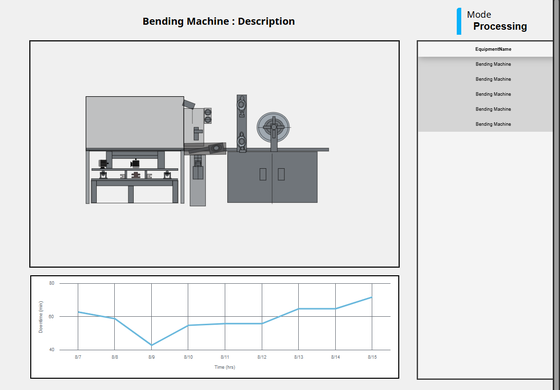 Bending Machine : Description
Mode
Processing
EquipmentName
Bending Machine
Bending Machine
Bending Machine
Bending Machine
Bending Machine
80
60
40
Downtime (min)
8/7
8/8
8/9
8/10
8/11
8/12
8/13
8/14
8/15
Time (hrs)